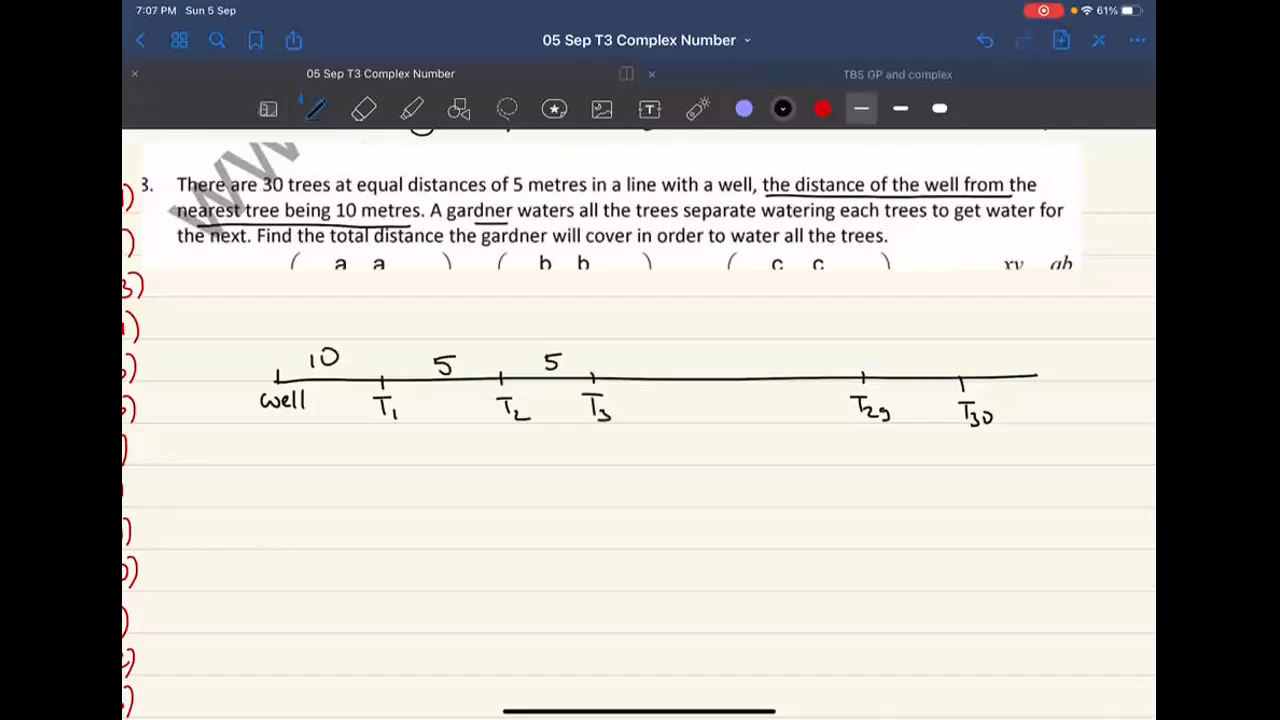 7:07 PM Sun 5 Sep
61%
05 Sep T3 Complex Number
05 Sep T3 Complex Number
TBS GP and complex
3. There are 30 trees at equal distances of 5 metres in a line with a well, the distance of the well from the
nearest tree being 10 metres. A gardner waters all the trees separate watering each trees to get water for
the next. Find the total distance the gardner will cover in order to water all the trees.
( a a ) ( b b ) ( c c ) xy ab
3)
10 5 5
well T1 T2 T3 T29 T30